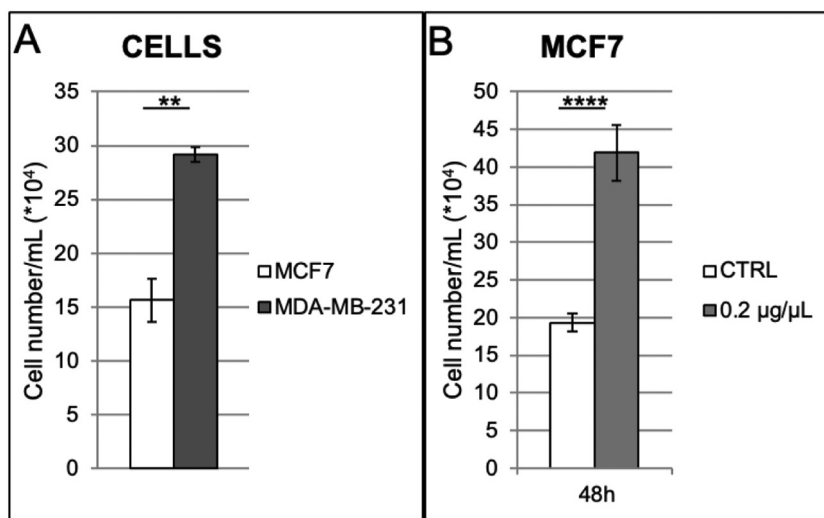 A
CELLS
35
30
25
20
15
10
5
0
Cell number/mL (*10⁴)
**
MCF7
MDA-MB-231
B
MCF7
50
45
40
35
30
25
20
15
10
5
0
Cell number/mL (*10⁴)
****
48h
CTRL
0.2 µg/µL